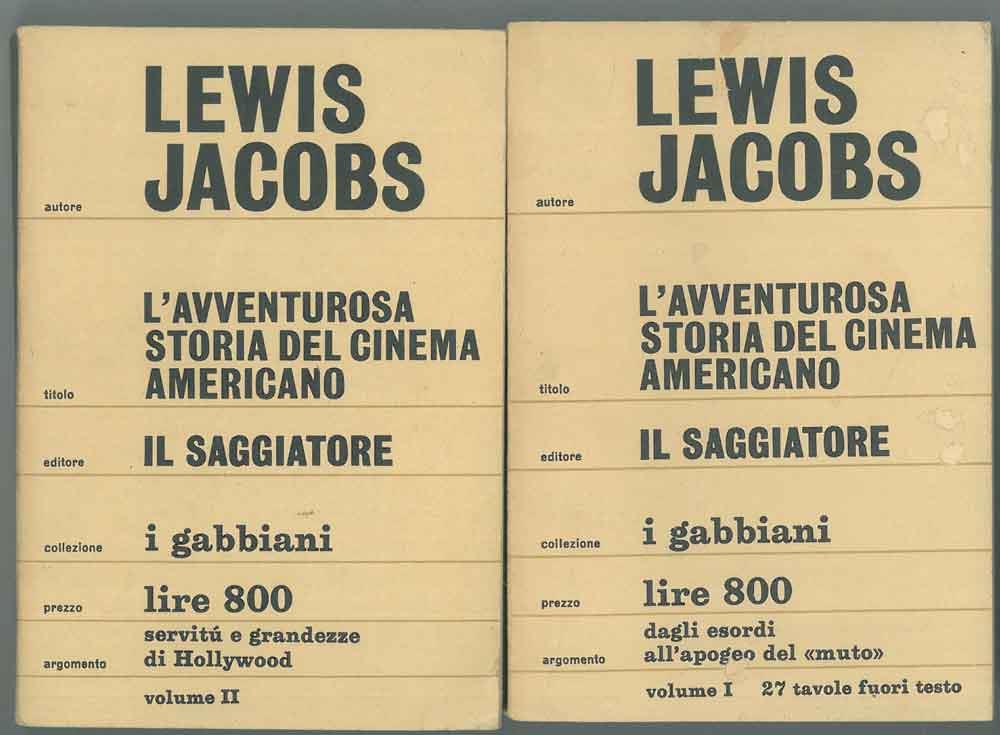 LEWIS
JACOBS
autore
L'AVVENTUROSA
STORIA DEL CINEMA
AMERICANO
titolo
editore IL SAGGIATORE
collezione i gabbiani
prezzo lire 800
servitú e grandezze
argomento di Hollywood
volume II
LEWIS
JACOBS
autore
L'AVVENTUROSA
STORIA DEL CINEMA
AMERICANO
titolo
editore IL SAGGIATORE
collezione i gabbiani
prezzo lire 800
dagli esordi
argomento all'apogeo del «muto»
volume I 27 tavole fuori testo